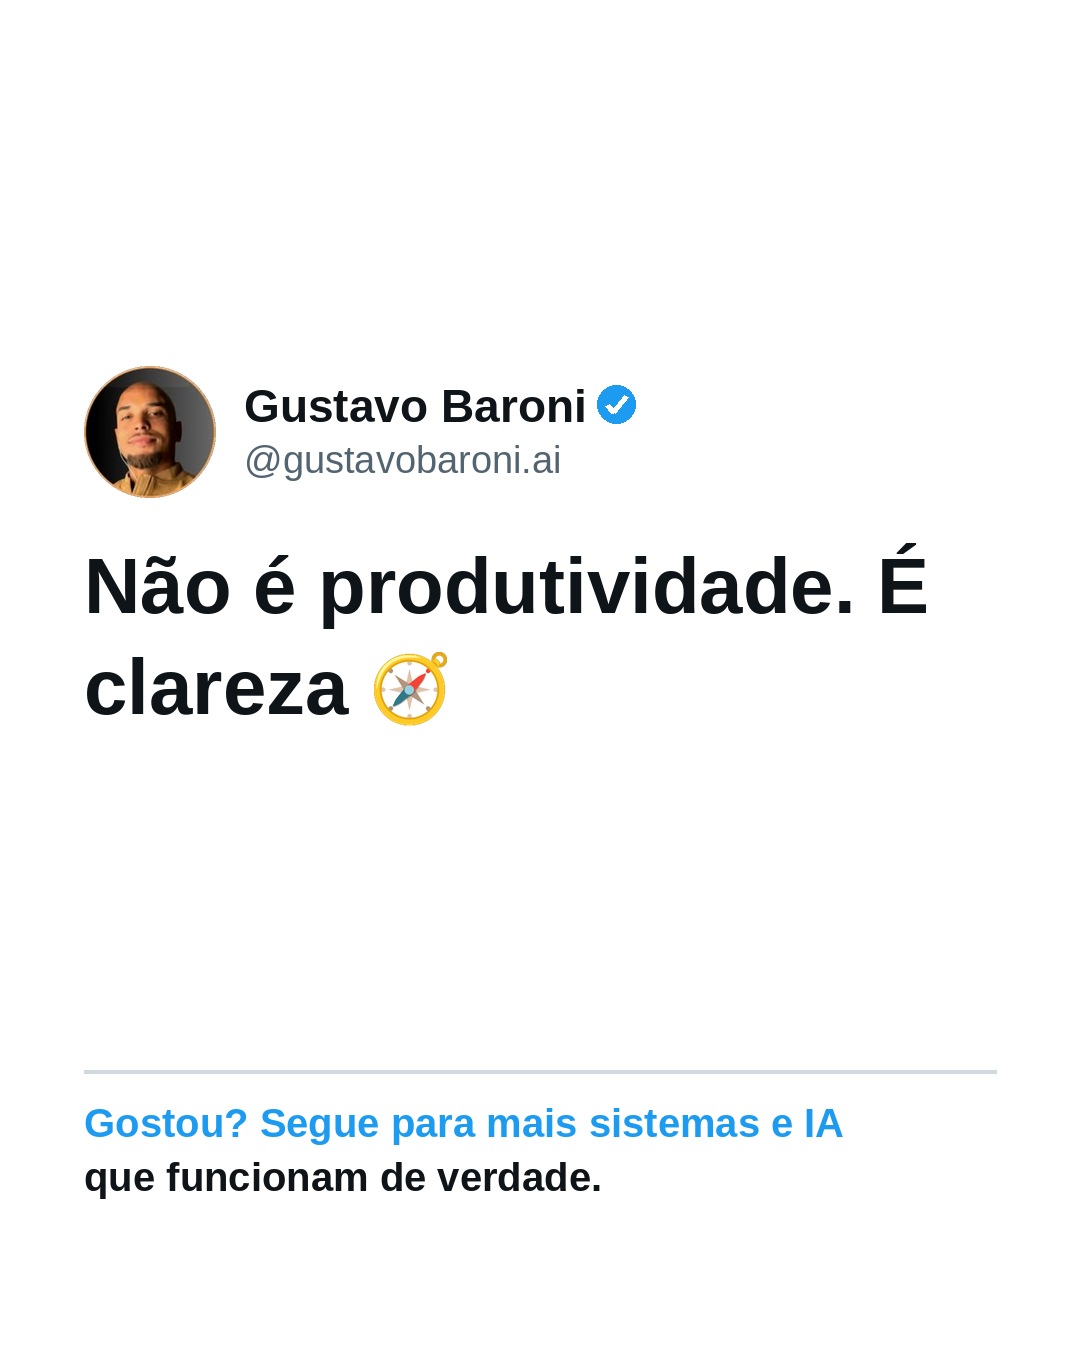 Gustavo Baroni
@gustavobaroni.ai
Não é produtividade. É
clareza 🧭
Gostou? Segue para mais sistemas e IA
que funcionam de verdade.